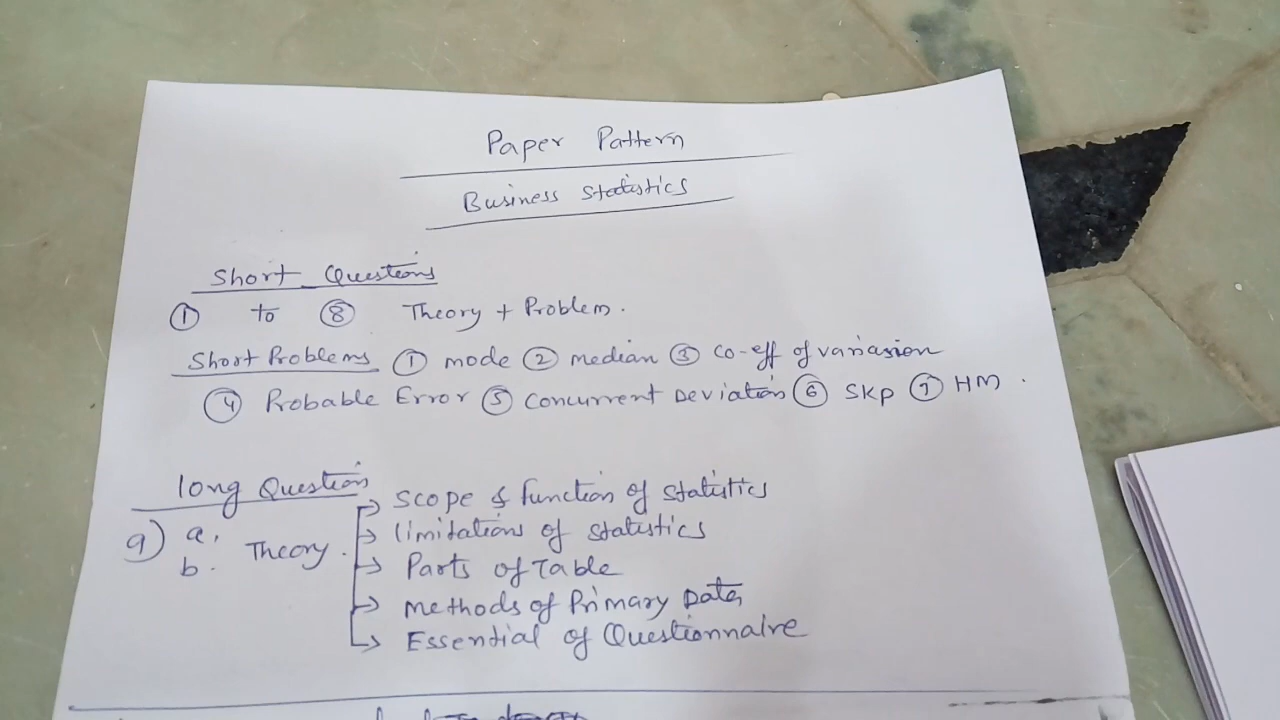 Paper Pattern
Business Statistics
Short Questions
① to ⑧ Theory + Problem.
Short Problems ① mode ② median ③ co-eff of variasion
④ Probable Error ⑤ concurrent Deviation ⑥ SKP ⑦ HM.
long Question
9) a, → Scope & function of statistics
b. Theory. → limitations of statistics
→ Parts of Table
→ methods of Primary Data
→ Essential of Questionnaire